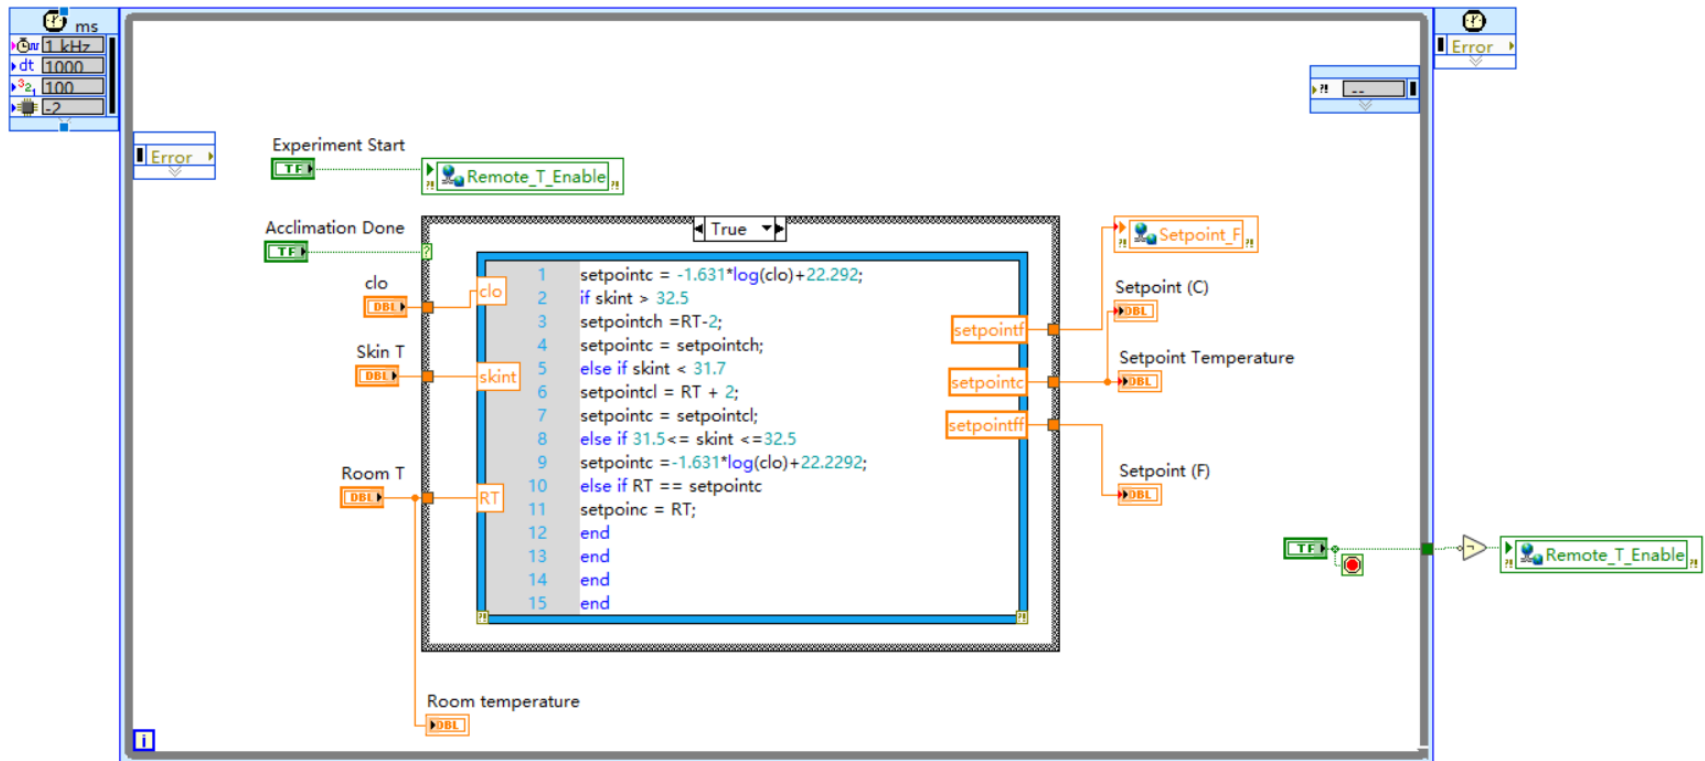 ms
1 kHz
dt 1000
100
-2
Error
Error
--
Experiment Start
TF
Remote_T_Enable
Acclimation Done
TF
True
?
clo
DBL
Skin T
DBL
Room T
DBL
clo
skint
RT
1 setpointc = -1.631*log(clo)+22.292;
2 if skint > 32.5
3 setpointch =RT-2;
4 setpointc = setpointch;
5 else if skint < 31.7
6 setpointcl = RT + 2;
7 setpointc = setpointcl;
8 else if 31.5<= skint <=32.5
9 setpointc =-1.631*log(clo)+22.2292;
10 else if RT == setpointc
11 setpoinc = RT;
12 end
13 end
14 end
15 end
setpointf
setpointc
setpointff
Setpoint_F
Setpoint (C)
DBL
Setpoint Temperature
DBL
Setpoint (F)
DBL
TF
Remote_T_Enable
Room temperature
DBL
i